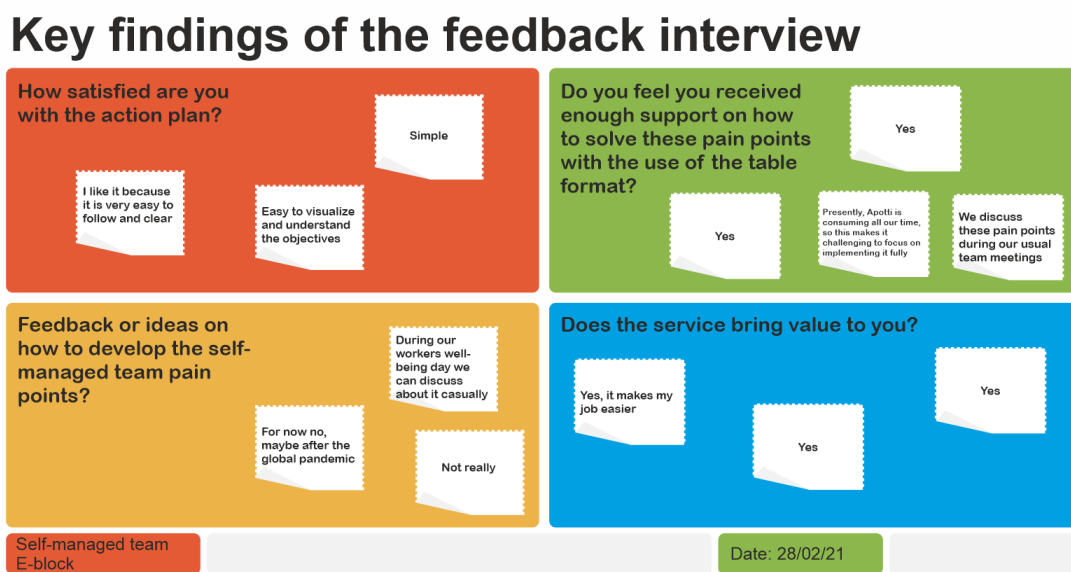 Key findings of the feedback interview
How satisfied are you
with the action plan?
Simple
I like it because
it is very easy to
follow and clear
Easy to visualize
and understand
the objectives
Do you feel you received
enough support on how
to solve these pain points
with the use of the table
format?
Yes
Yes
Presently, Apotti is
consuming all our time,
so this makes it
challenging to focus on
implementing it fully
We discuss
these pain points
during our usual
team meetings
Feedback or ideas on
how to develop the self-
managed team pain
points?
During our
workers well-
being day we
can discuss
about it casually
For now no,
maybe after the
global pandemic
Not really
Does the service bring value to you?
Yes, it makes my
job easier
Yes
Yes
Self-managed team
E-block
Date: 28/02/21